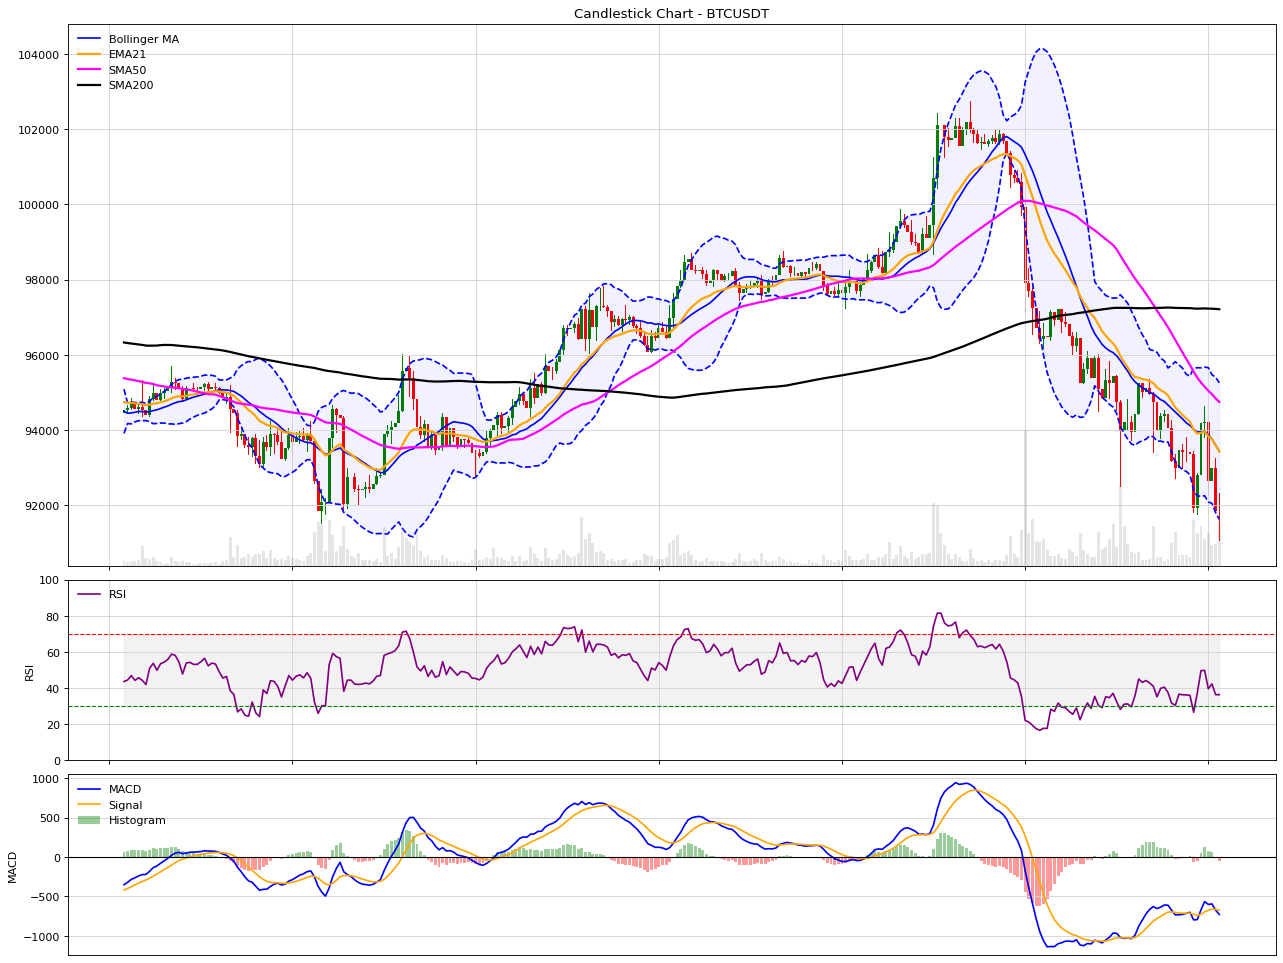 Candlestick Chart - BTCUSDT
Bollinger MA
EMA21
SMA50
SMA200
104000
102000
100000
98000
96000
94000
92000
RSI
RSI
100
80
60
40
20
0
MACD
Signal
Histogram
MACD
1000
500
0
−500
−1000